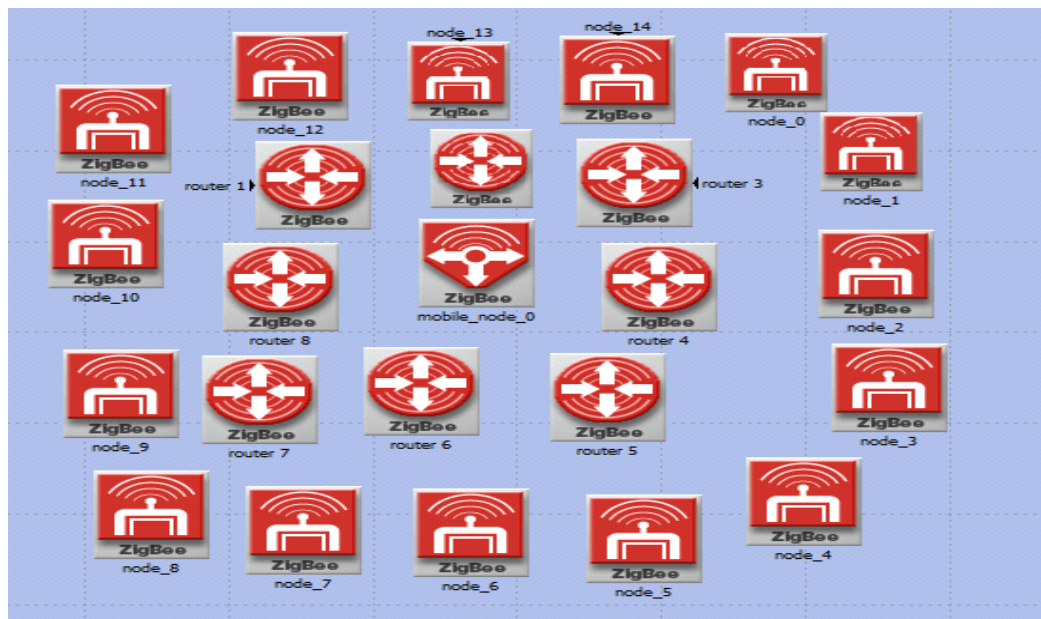 node_13
node_14
ZigBee
ZigBee
ZigBee
ZigBee
node_12
node_0
ZigBee
node_11
router 1
ZigBee
ZigBee
router 3
ZigBee
ZigBee
node_1
ZigBee
node_10
ZigBee
router 8
ZigBee
mobile_node_0
ZigBee
router 4
ZigBee
node_2
ZigBee
node_9
ZigBee
router 7
ZigBee
router 6
ZigBee
router 5
ZigBee
node_3
ZigBee
node_8
ZigBee
node_7
ZigBee
node_6
ZigBee
node_5
ZigBee
node_4